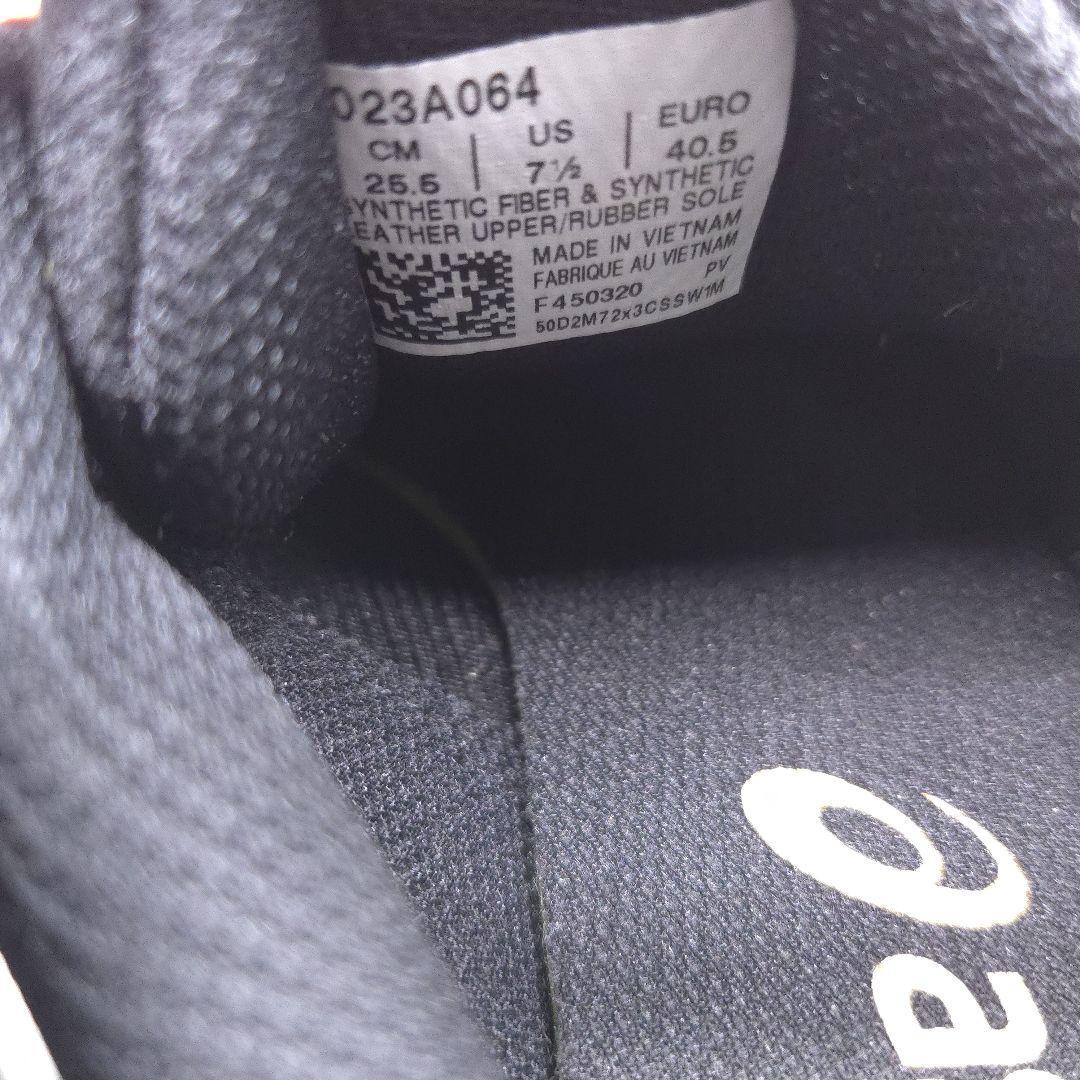 023A064
CM | US | EURO
25.5 | 7½ | 40.5
SYNTHETIC FIBER & SYNTHETIC
LEATHER UPPER/RUBBER SOLE
MADE IN VIETNAM
FABRIQUE AU VIETNAM
PV
F450320
50D2M72x3CSSW1M
a